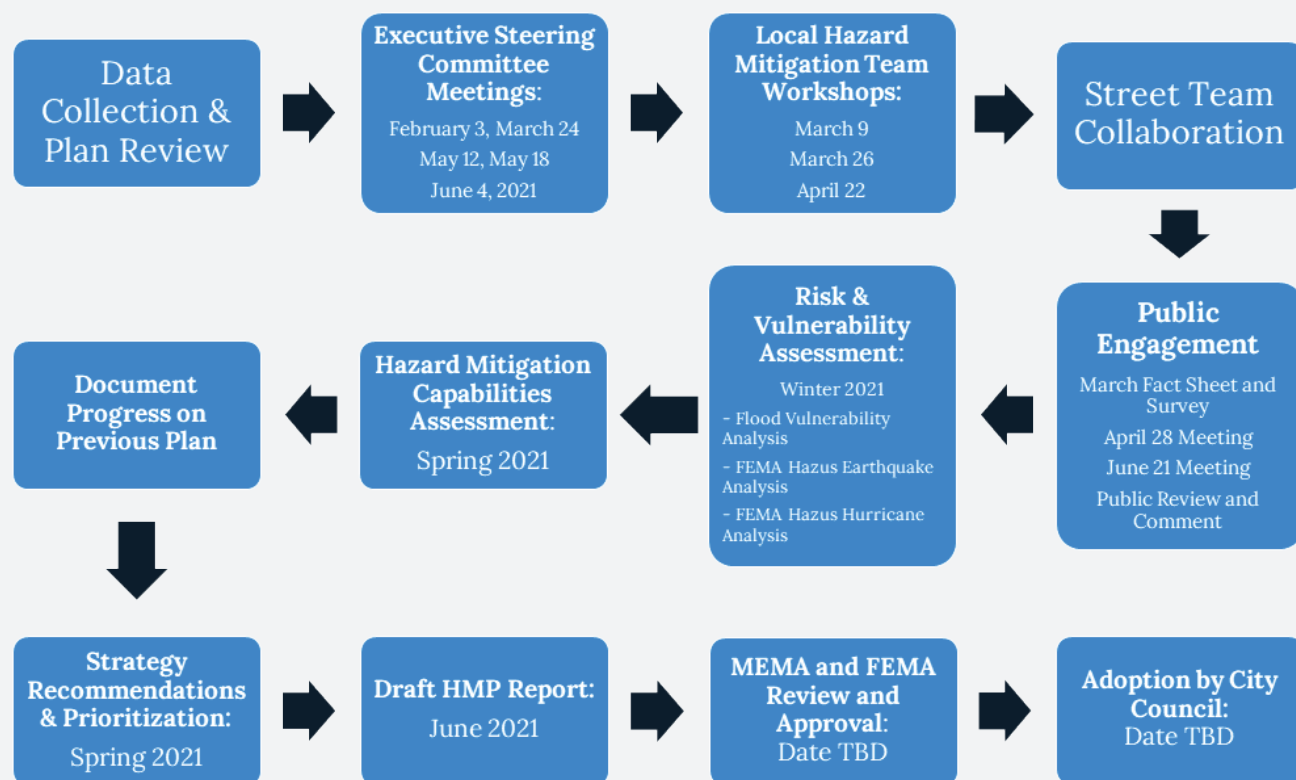 Data
Collection &
Plan Review
Executive Steering
Committee
Meetings:
February 3, March 24
May 12, May 18
June 4, 2021
Local Hazard
Mitigation Team
Workshops:
March 9
March 26
April 22
Street Team
Collaboration
Public
Engagement
March Fact Sheet and
Survey
April 28 Meeting
June 21 Meeting
Public Review and
Comment
Risk &
Vulnerability
Assessment:
Winter 2021
- Flood Vulnerability
Analysis
- FEMA Hazus Earthquake
Analysis
- FEMA Hazus Hurricane
Analysis
Hazard Mitigation
Capabilities
Assessment:
Spring 2021
Document
Progress on
Previous Plan
Strategy
Recommendations
& Prioritization:
Spring 2021
Draft HMP Report:
June 2021
MEMA and FEMA
Review and
Approval:
Date TBD
Adoption by City
Council:
Date TBD